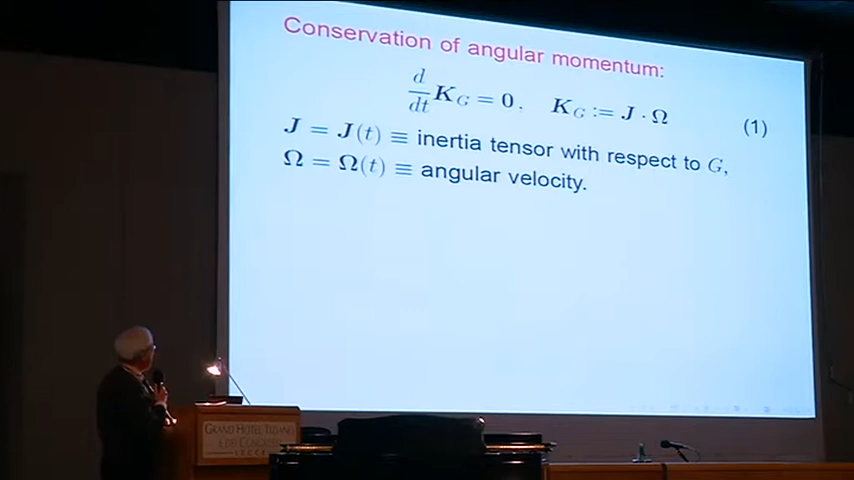 Conservation of angular momentum:
d/dt K_G = 0, K_G := J · Ω (1)
J = J(t) ≡ inertia tensor with respect to G,
Ω = Ω(t) ≡ angular velocity.
GRAND HOTEL TIZIANO
LECCE